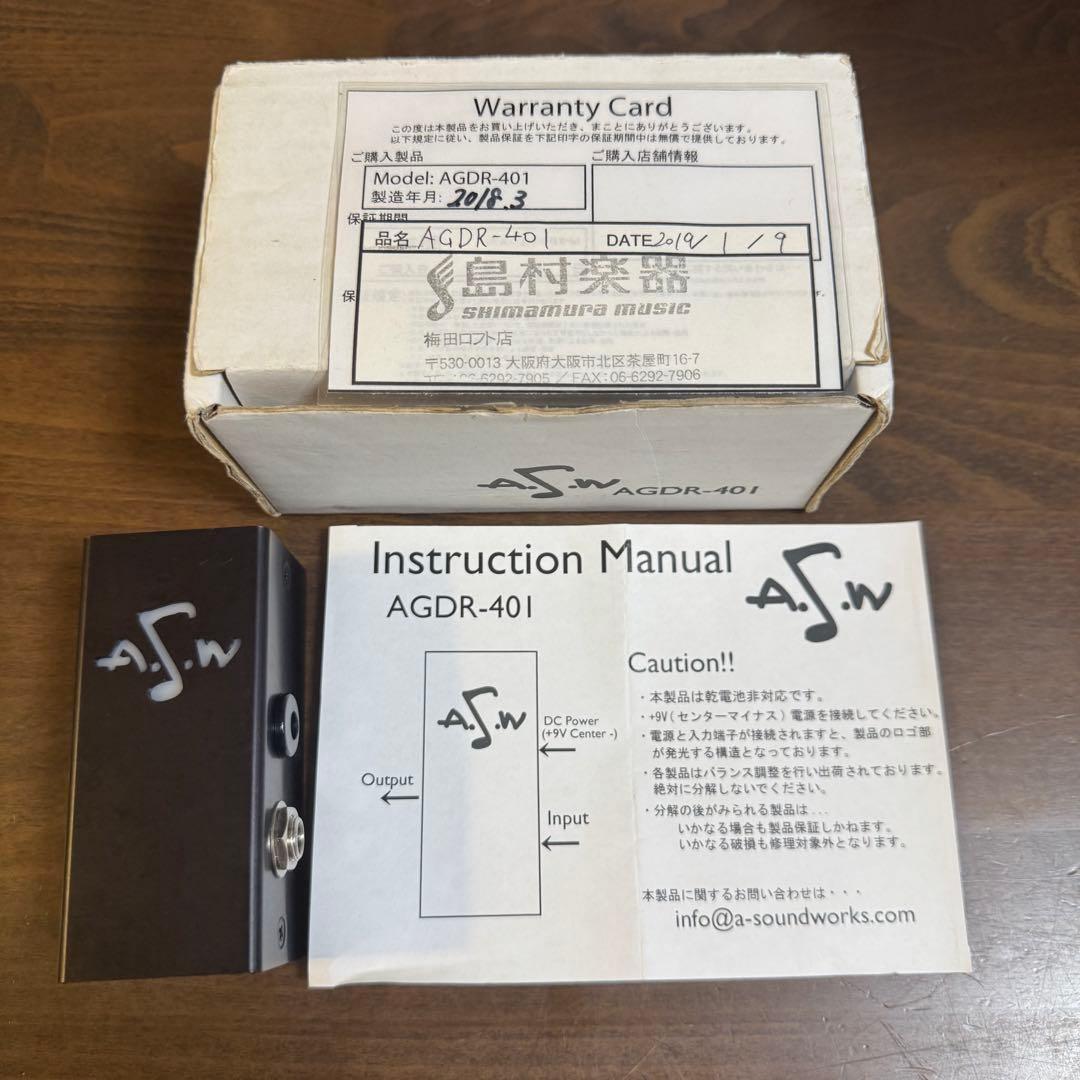 Warranty Card
この度は本製品をお買い上げいただき、まことにありがとうございます。
以下規定に従い、製品保証を下記印字の保証期間中は無償で提供しております。
ご購入製品
ご購入店舗情報
Model: AGDR-401
製造年月: 2018.3
保証期間
品名 AGDR-401 DATE 2019/1/9
島村楽器
SHIMAMURA MUSIC
梅田ロフト店
〒530-0013 大阪府大阪市北区茶屋町16-7
06-6292-7905 / FAX:06-6292-7906
A.S.W AGDR-401
A.S.W
Instruction Manual
AGDR-401
A.S.W
A.S.W
DC Power
(+9V Center -)
Output
Input
Caution!!
・本製品は乾電池非対応です。
・+9V(センターマイナス)電源を接続してください。
・電源と入力端子が接続されますと、製品のロゴ部
が発光する構造となっております。
・各製品はバランス調整を行い出荷されております。
絶対に分解しないでください。
・分解の後がみられる製品は...
いかなる場合も製品保証しかねます。
いかなる破損も修理対象外となります。
本製品に関するお問い合わせは・・・
info@a-soundworks.com